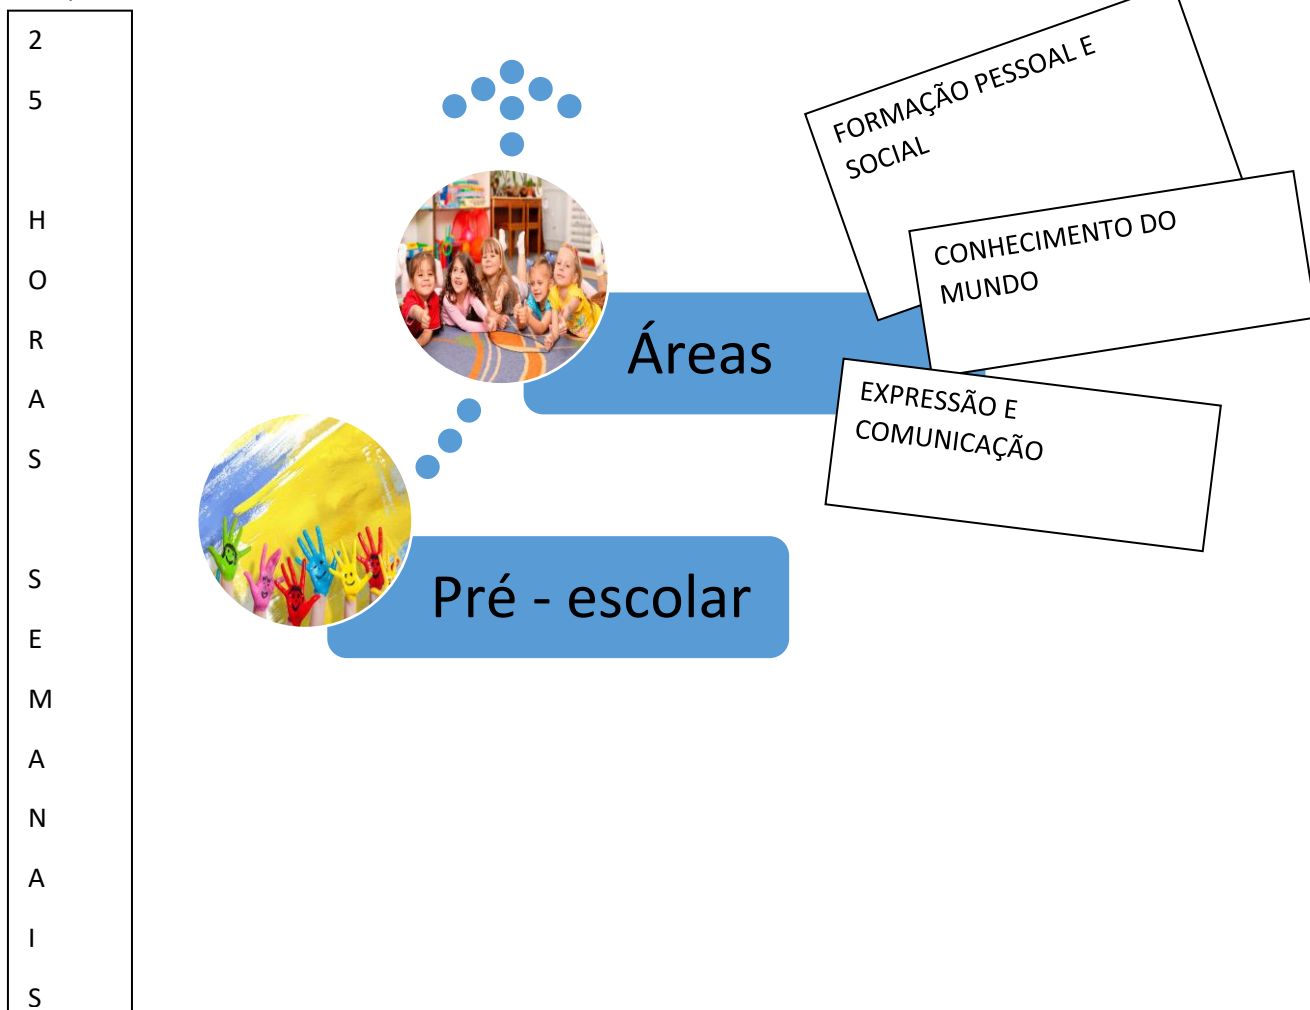 2
5
H
O
R
A
S
S
E
M
A
N
A
I
S
FORMAÇÃO PESSOAL E
SOCIAL
CONHECIMENTO DO
MUNDO
Áreas
EXPRESSÃO E
COMUNICAÇÃO
Pré - escolar